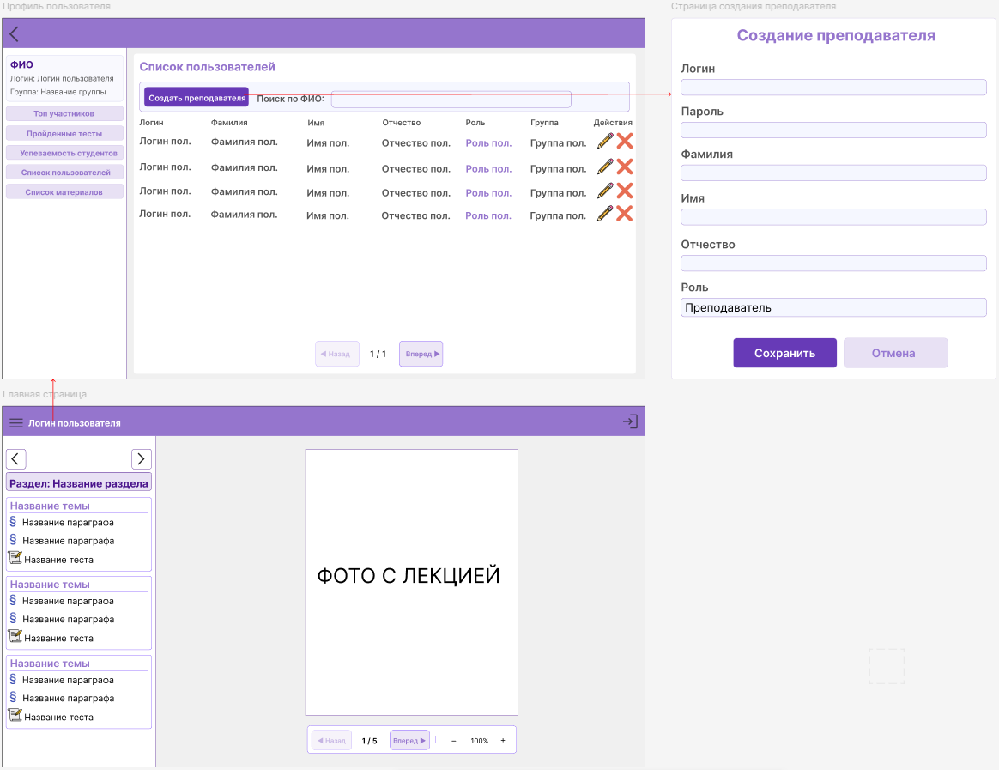 Профиль пользователя
ФИО
Логин: Логин пользователя
Группа: Название группы
Топ участников
Пройденные тесты
Успеваемость студентов
Список пользователей
Список материалов
Список пользователей
Создать преподавателя Поиск по ФИО:
Логин Фамилия Имя Отчество Роль Группа Действия
Логин пол. Фамилия пол. Имя пол. Отчество пол. Роль пол. Группа пол.
Логин пол. Фамилия пол. Имя пол. Отчество пол. Роль пол. Группа пол.
Логин пол. Фамилия пол. Имя пол. Отчество пол. Роль пол. Группа пол.
Логин пол. Фамилия пол. Имя пол. Отчество пол. Роль пол. Группа пол.
Назад 1 / 1 Вперед
Страница создания преподавателя
Создание преподавателя
Логин
Пароль
Фамилия
Имя
Отчество
Роль
Преподаватель
Сохранить Отмена
Главная страница
Логин пользователя
Раздел: Название раздела
Название темы
§ Название параграфа
§ Название параграфа
Название теста
Название темы
§ Название параграфа
§ Название параграфа
Название теста
Название темы
§ Название параграфа
§ Название параграфа
Название теста
ФОТО С ЛЕКЦИЕЙ
Назад 1 / 5 Вперед − 100% +